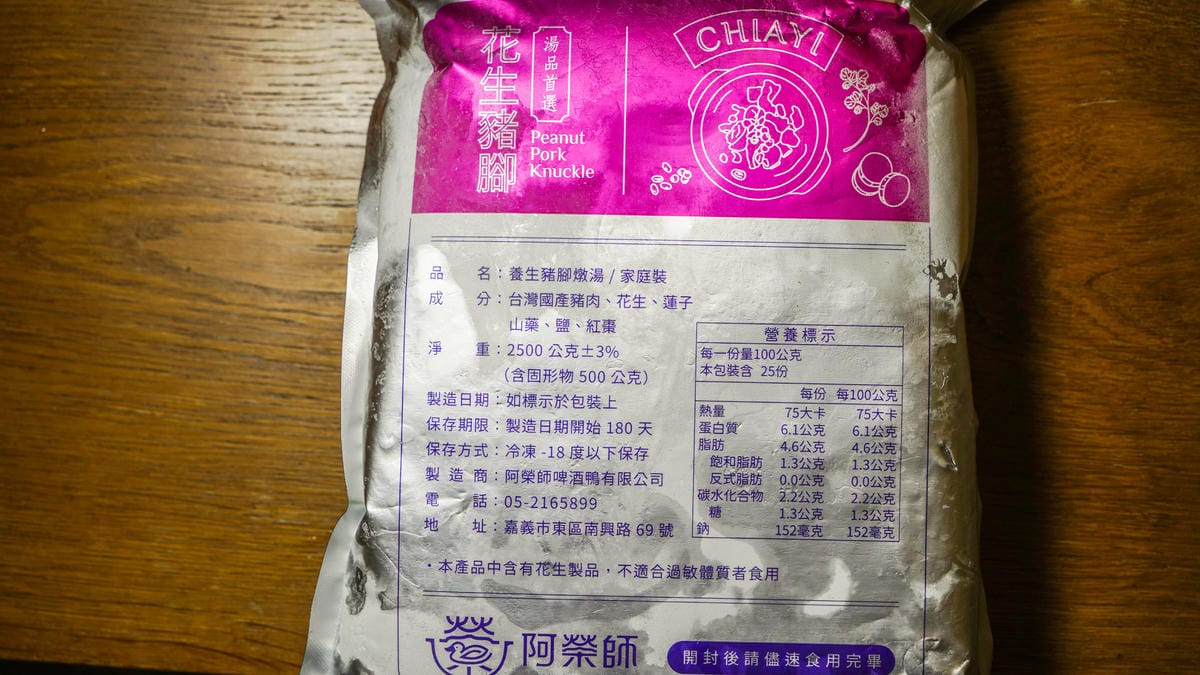 花生豬腳
湯品首選
Peanut
Pork
Knuckle
CHIAYI
品名：養生豬腳燉湯 / 家庭裝
成分：台灣國產豬肉、花生、蓮子
山藥、鹽、紅棗
淨重：2500 公克±3%
（含固形物 500 公克）
製造日期：如標示於包裝上
保存期限：製造日期開始 180 天
保存方式：冷凍 -18 度以下保存
製造商：阿榮師啤酒鴨有限公司
電話：05-2165899
地址：嘉義市東區南興路 69 號
營養標示
每一份量100公克
本包裝含 25份
每份 每100公克
熱量 75大卡 75大卡
蛋白質 6.1公克 6.1公克
脂肪 4.6公克 4.6公克
飽和脂肪 1.3公克 1.3公克
反式脂肪 0.0公克 0.0公克
碳水化合物 2.2公克 2.2公克
糖 1.3公克 1.3公克
鈉 152毫克 152毫克
・本產品中含有花生製品，不適合過敏體質者食用
阿榮師
開封後請儘速食用完畢